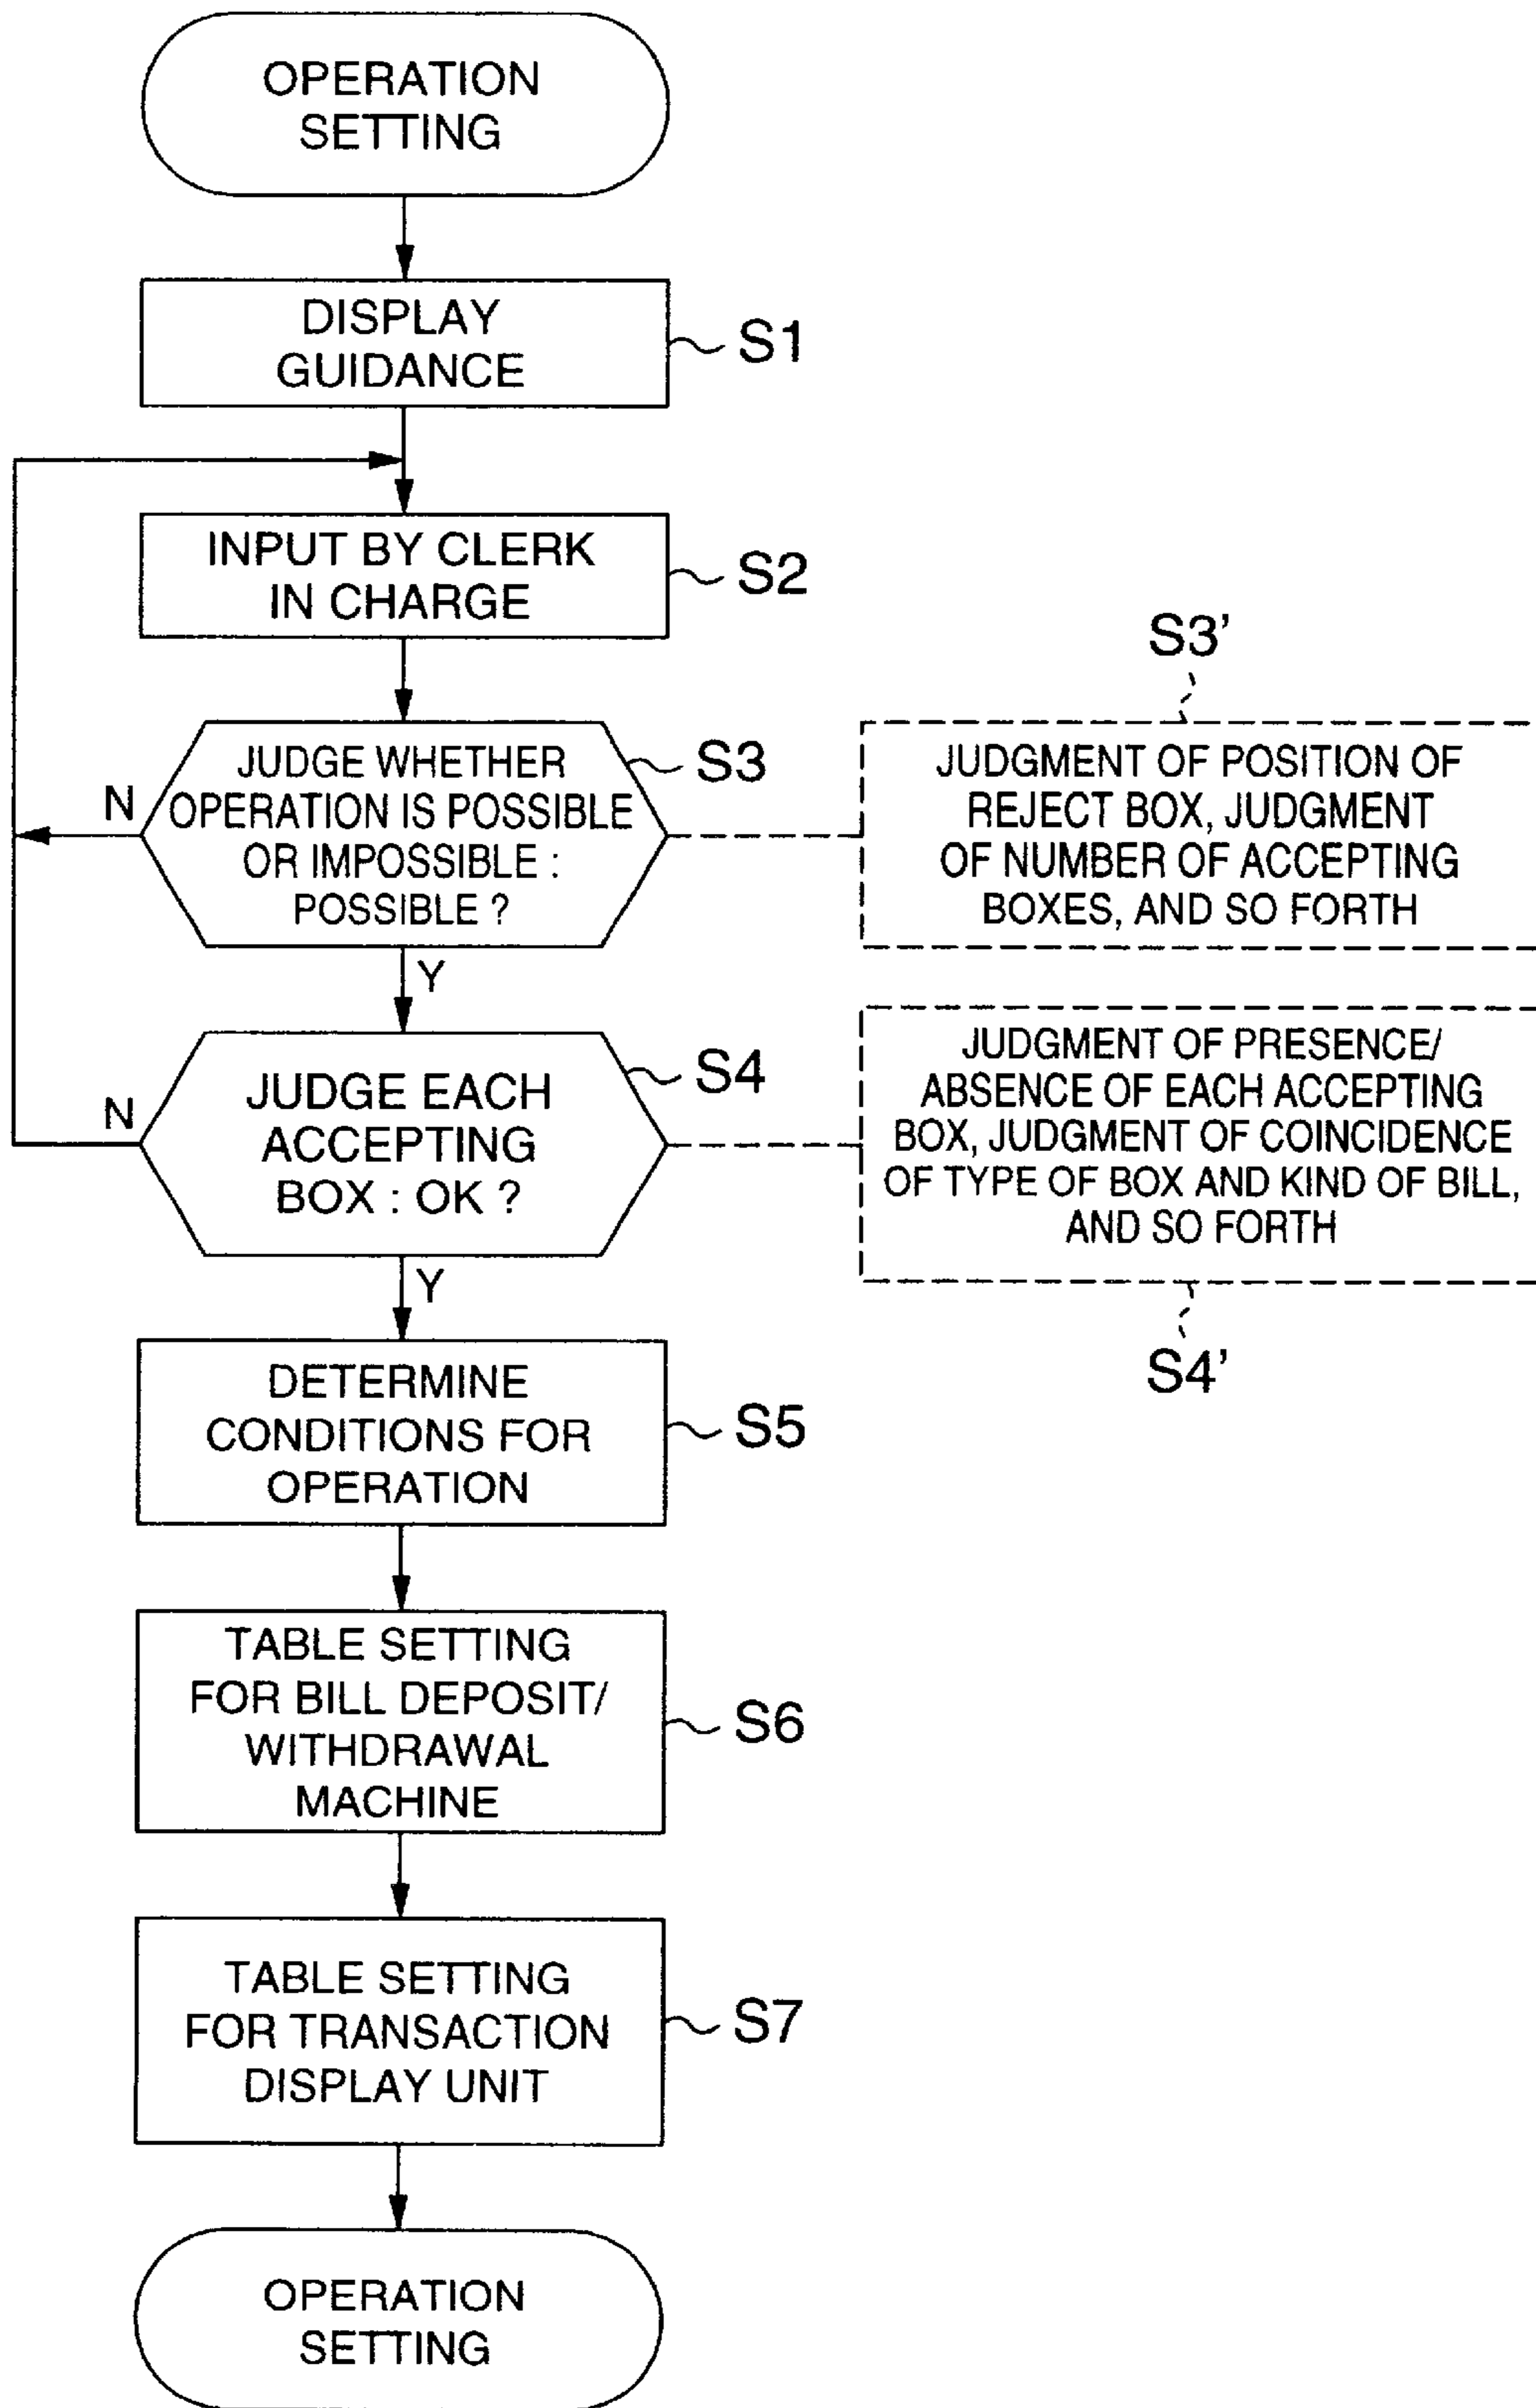 OPERATION
SETTING
DISPLAY
GUIDANCE
S1
INPUT BY CLERK
IN CHARGE
S2
JUDGE WHETHER
OPERATION IS POSSIBLE
OR IMPOSSIBLE :
POSSIBLE ?
S3
N
Y
S3'
JUDGMENT OF POSITION OF
REJECT BOX, JUDGMENT
OF NUMBER OF ACCEPTING
BOXES, AND SO FORTH
JUDGE EACH
ACCEPTING
BOX : OK ?
S4
N
Y
JUDGMENT OF PRESENCE/
ABSENCE OF EACH ACCEPTING
BOX, JUDGMENT OF COINCIDENCE
OF TYPE OF BOX AND KIND OF BILL,
AND SO FORTH
S4'
DETERMINE
CONDITIONS FOR
OPERATION
S5
TABLE SETTING
FOR BILL DEPOSIT/
WITHDRAWAL
MACHINE
S6
TABLE SETTING
FOR TRANSACTION
DISPLAY UNIT
S7
OPERATION
SETTING